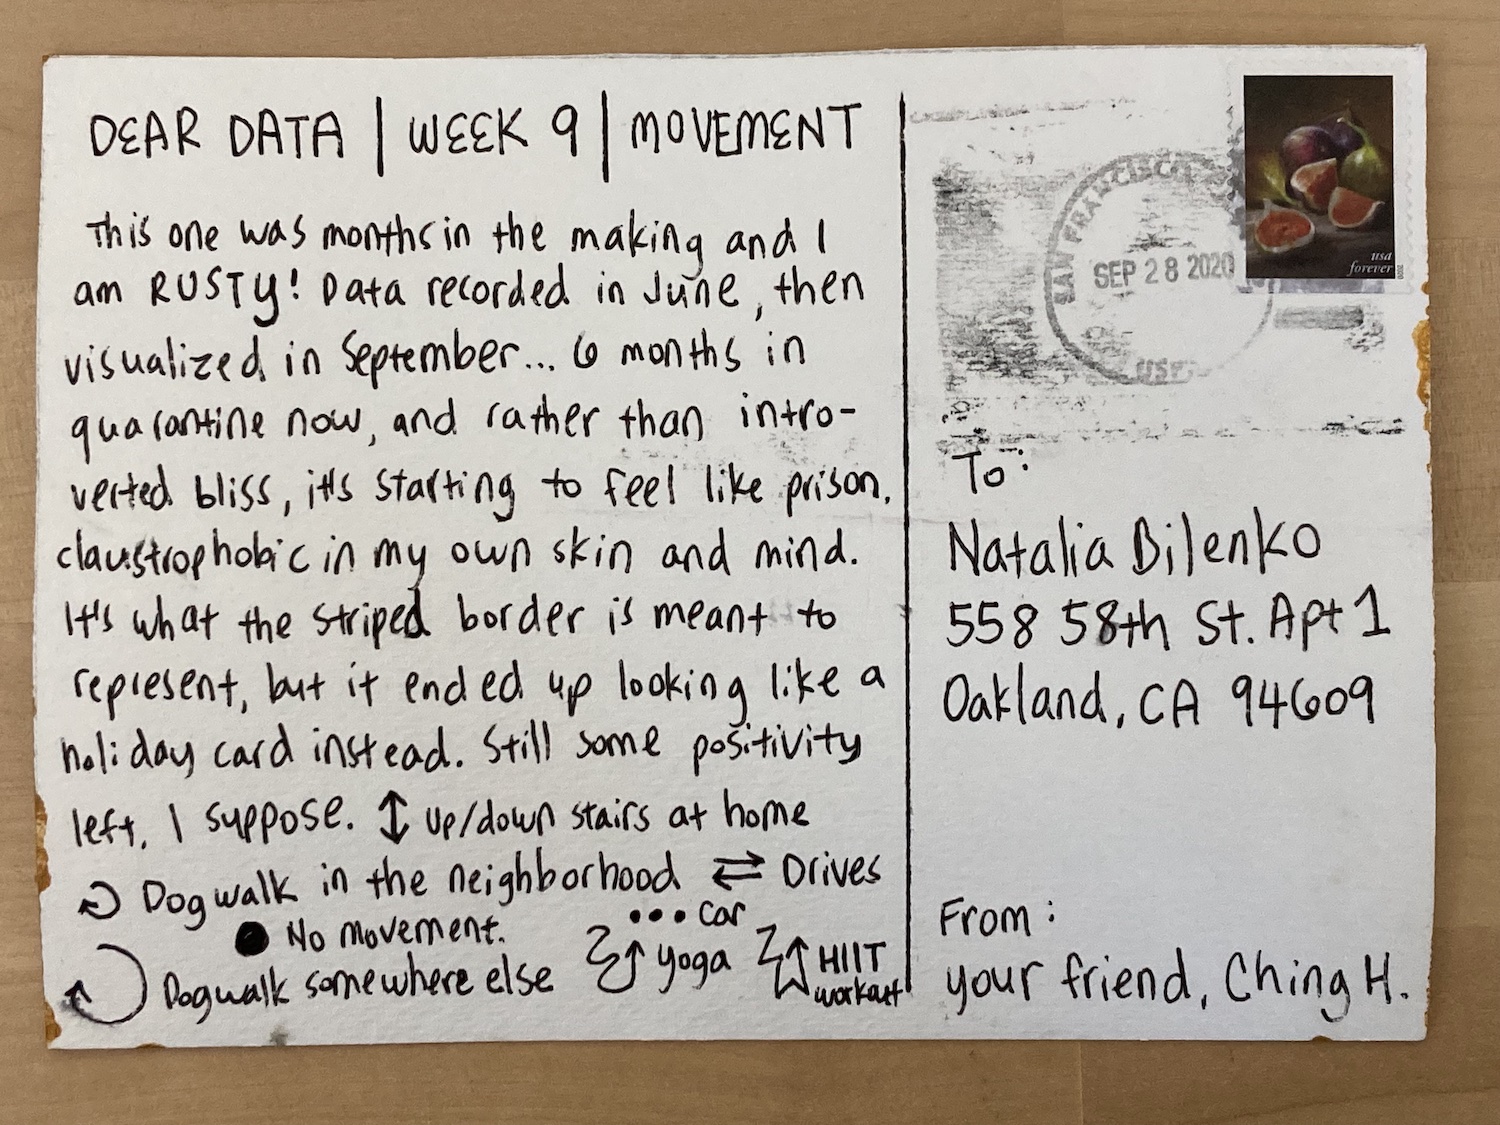 DEAR DATA | WEEK 9 | MOVEMENT
This one was months in the making and I
am RUSTY! Data recorded in June, then
visualized in September... 6 months in
quarantine now, and rather than intro-
verted bliss, it's starting to feel like prison,
claustrophobic in my own skin and mind.
It's what the striped border is meant to
represent, but it ended up looking like a
holiday card instead. Still some positivity
left, I suppose. ↕ up/down stairs at home
↻ Dogwalk in the neighborhood ⇄ Drives
● No movement. ••• car
Dogwalk somewhere else yoga HIIT
workout
SAN FRANCISCO
SEP 28 2020
USPS
usa
forever
2020
To:
Natalia Bilenko
558 58th St. Apt 1
Oakland, CA 94609
From:
your friend, Ching H.